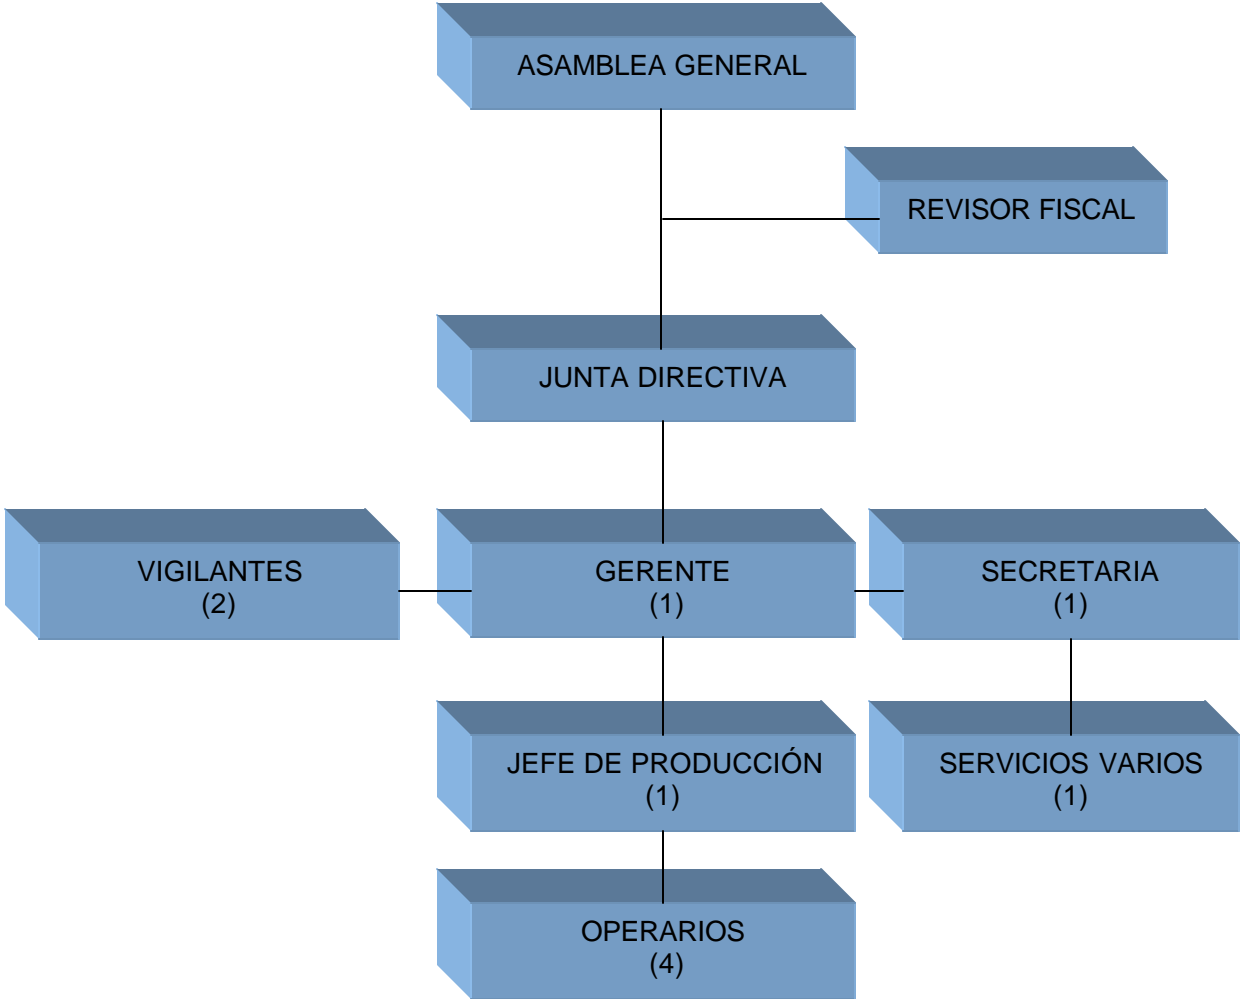 ASAMBLEA GENERAL
REVISOR FISCAL
JUNTA DIRECTIVA
VIGILANTES
(2)
GERENTE
(1)
SECRETARIA
(1)
JEFE DE PRODUCCIÓN
(1)
SERVICIOS VARIOS
(1)
OPERARIOS
(4)